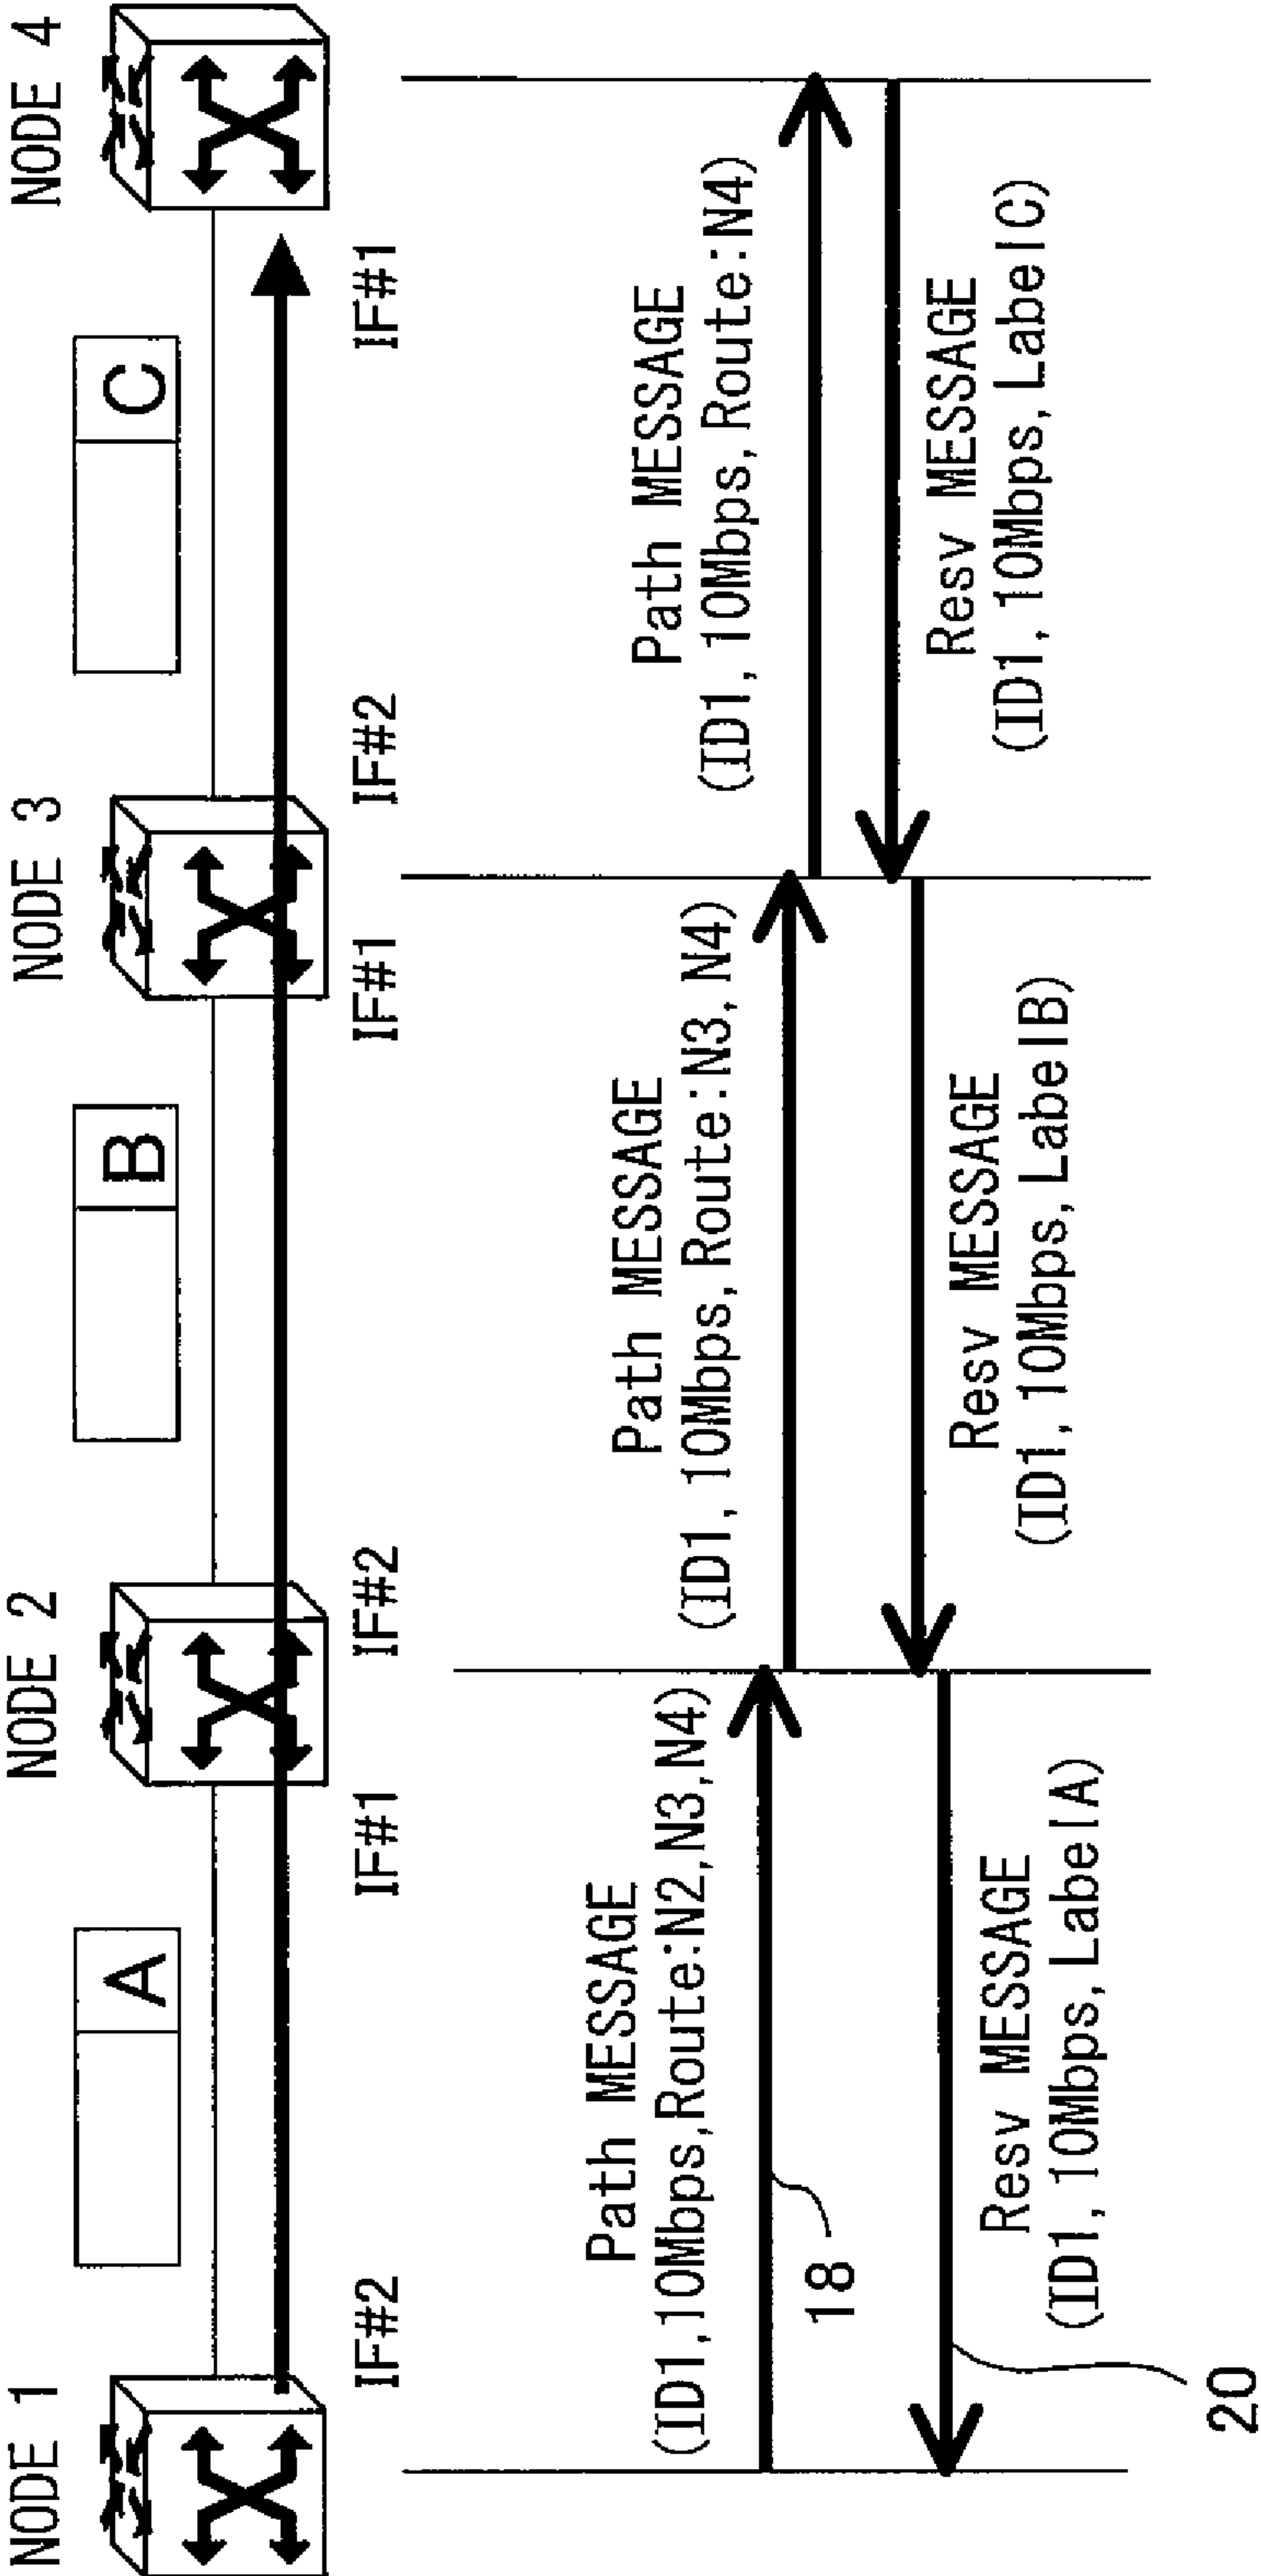 NODE 1
NODE 2
NODE 3
NODE 4
A
B
C
IF#2
IF#1
IF#2
IF#1
IF#2
IF#1
Path MESSAGE
(ID1,10Mbps,Route:N2,N3,N4)
18
Resv MESSAGE
(ID1,10Mbps,LabelA)
20
Path MESSAGE
(ID1,10Mbps,Route:N3,N4)
Resv MESSAGE
(ID1,10Mbps,LabelB)
Path MESSAGE
(ID1,10Mbps,Route:N4)
Resv MESSAGE
(ID1,10Mbps,LabelC)